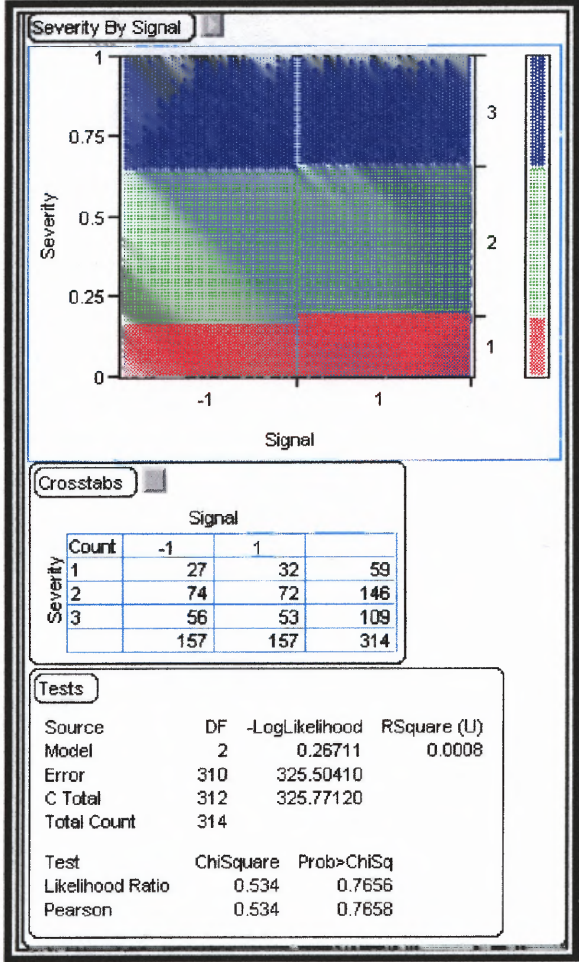 Severity By Signal
1
0.75
0.5
0.25
0
Severity
3
2
1
-1 1
Signal
Crosstabs
Signal
Severity
Count -1 1
1 27 32 59
2 74 72 146
3 56 53 109
157 157 314
Tests
Source DF -LogLikelihood RSquare (U)
Model 2 0.26711 0.0008
Error 310 325.50410
C Total 312 325.77120
Total Count 314
Test ChiSquare Prob>ChiSq
Likelihood Ratio 0.534 0.7656
Pearson 0.534 0.7658